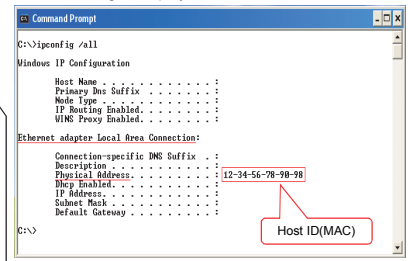 Command Prompt
C:\>ipconfig /all
Windows IP Configuration
Host Name . . . . . . . . . . . . :
Primary Dns Suffix . . . . . . . :
Node Type . . . . . . . . . . . . :
IP Routing Enabled. . . . . . . . :
WINS Proxy Enabled. . . . . . . . :
Ethernet adapter Local Area Connection:
Connection-specific DNS Suffix . :
Description . . . . . . . . . . . :
Physical Address. . . . . . . . . : 12-34-56-78-90-98
Dhcp Enabled. . . . . . . . . . . :
IP Address. . . . . . . . . . . . :
Subnet Mask . . . . . . . . . . . :
Default Gateway . . . . . . . . . :
Host ID(MAC)
C:\>